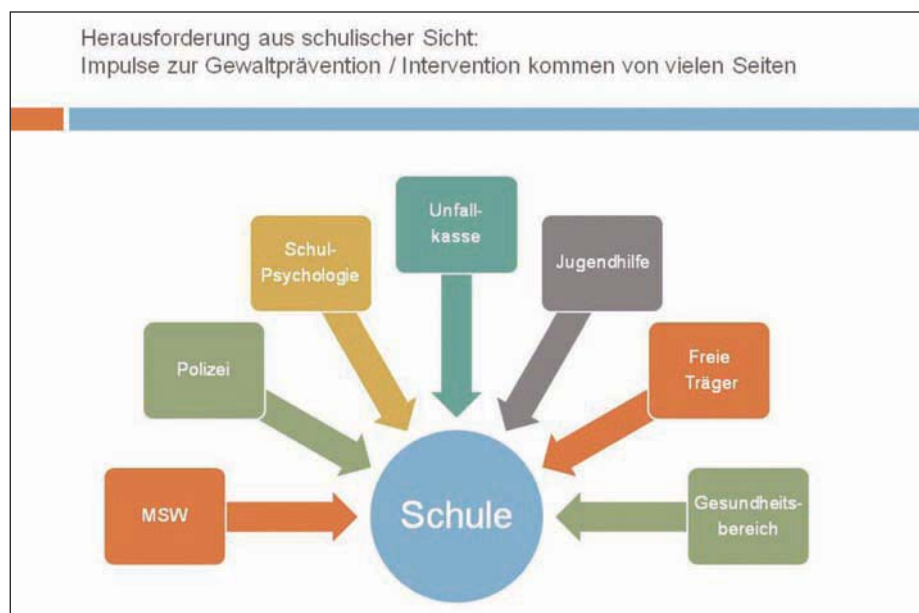 Herausforderung aus schulischer Sicht:
Impulse zur Gewaltprävention / Intervention kommen von vielen Seiten
MSW
Polizei
Schul-
Psychologie
Unfall-
kasse
Jugendhilfe
Freie
Träger
Gesundheits-
bereich
Schule